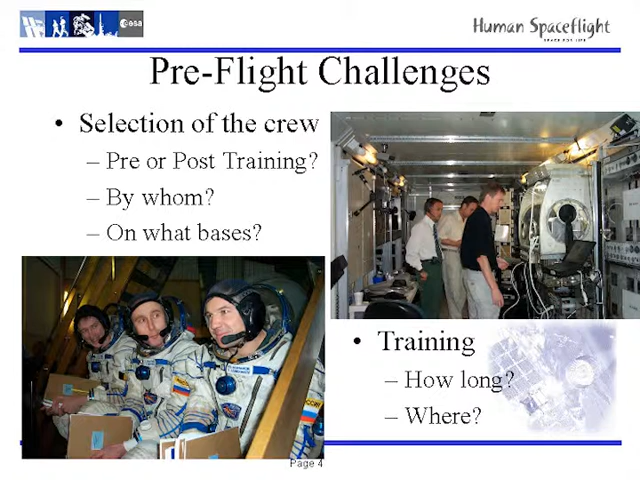 esa
Human Spaceflight
Pre-Flight Challenges
• Selection of the crew
– Pre or Post Training?
– By whom?
– On what bases?
• Training
– How long?
– Where?
Page 4